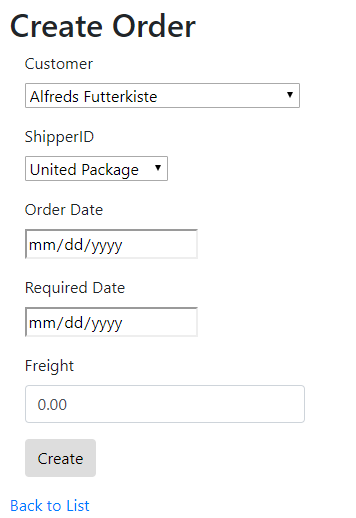 Create Order
Customer
Alfreds Futterkiste
ShipperID
United Package
Order Date
mm/dd/yyyy
Required Date
mm/dd/yyyy
Freight
0.00
Create
Back to List